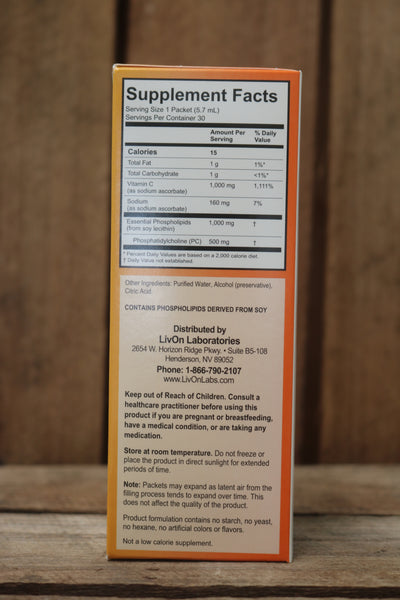 Supplement Facts
Serving Size 1 Packet (5.7 mL)
Servings Per Container 30
Amount Per Serving % Daily Value
Calories 15
Total Fat 1 g 1%*
Total Carbohydrate 1 g <1%*
Vitamin C 1,000 mg 1,111%
(as sodium ascorbate)
Sodium 160 mg 7%
(as sodium ascorbate)
Essential Phospholipids 1,000 mg †
(from soy lecithin)
Phosphatidylcholine (PC) 500 mg †
* Percent Daily Values are based on a 2,000 calorie diet.
† Daily Value not established.
Other Ingredients: Purified Water, Alcohol (preservative),
Citric Acid
CONTAINS PHOSPHOLIPIDS DERIVED FROM SOY
Distributed by
LivOn Laboratories
2654 W. Horizon Ridge Pkwy. • Suite B5-108
Henderson, NV 89052
Phone: 1-866-790-2107
www.LivOnLabs.com
Keep out of Reach of Children. Consult a
healthcare practitioner before using this
product if you are pregnant or breastfeeding,
have a medical condition, or are taking any
medication.
Store at room temperature. Do not freeze or
place the product in direct sunlight for extended
periods of time.
Note: Packets may expand as latent air from the
filling process tends to expand over time. This
does not affect the quality of the product.
Product formulation contains no starch, no yeast,
no hexane, no artificial colors or flavors.
Not a low calorie supplement.